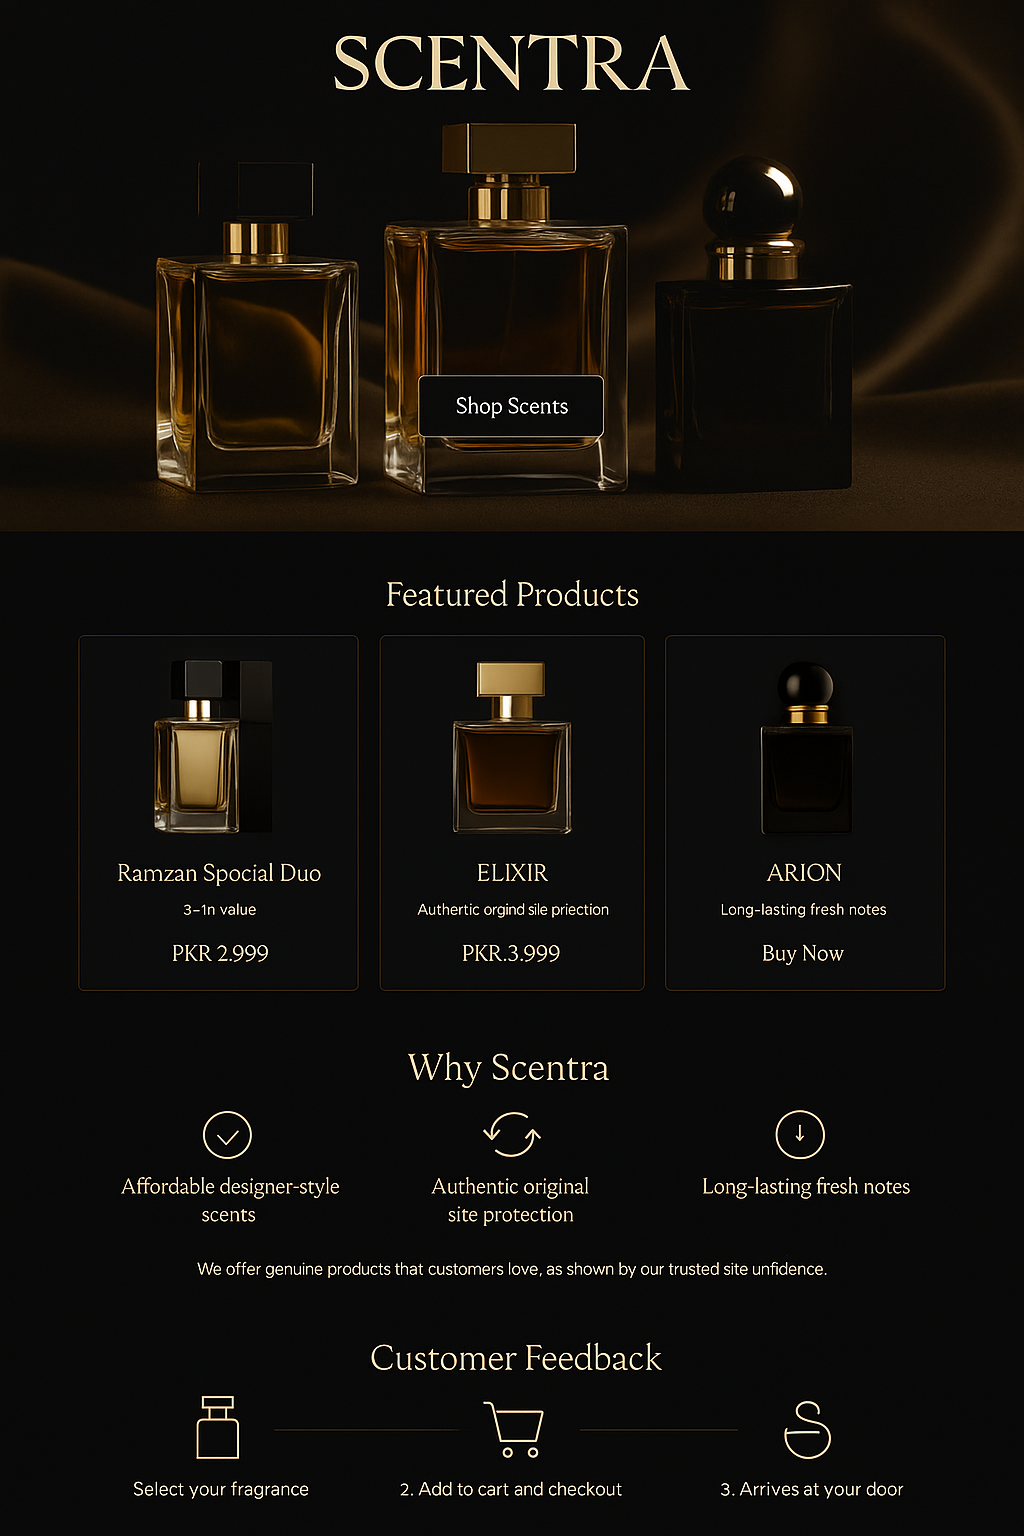 SCENTRA
Shop Scents
Featured Products
Ramzan Spocial Duo
3-1n value
PKR 2.999
ELIXIR
Authertic orgind sile priection
PKR.3.999
ARION
Long-lasting fresh notes
Buy Now
Why Scentra
Affordable designer-style
scents
Authentic original
site protection
Long-lasting fresh notes
We offer genuine products that customers love, as shown by our trusted site unfidence.
Customer Feedback
Select your fragrance
2. Add to cart and checkout
3. Arrives at your door